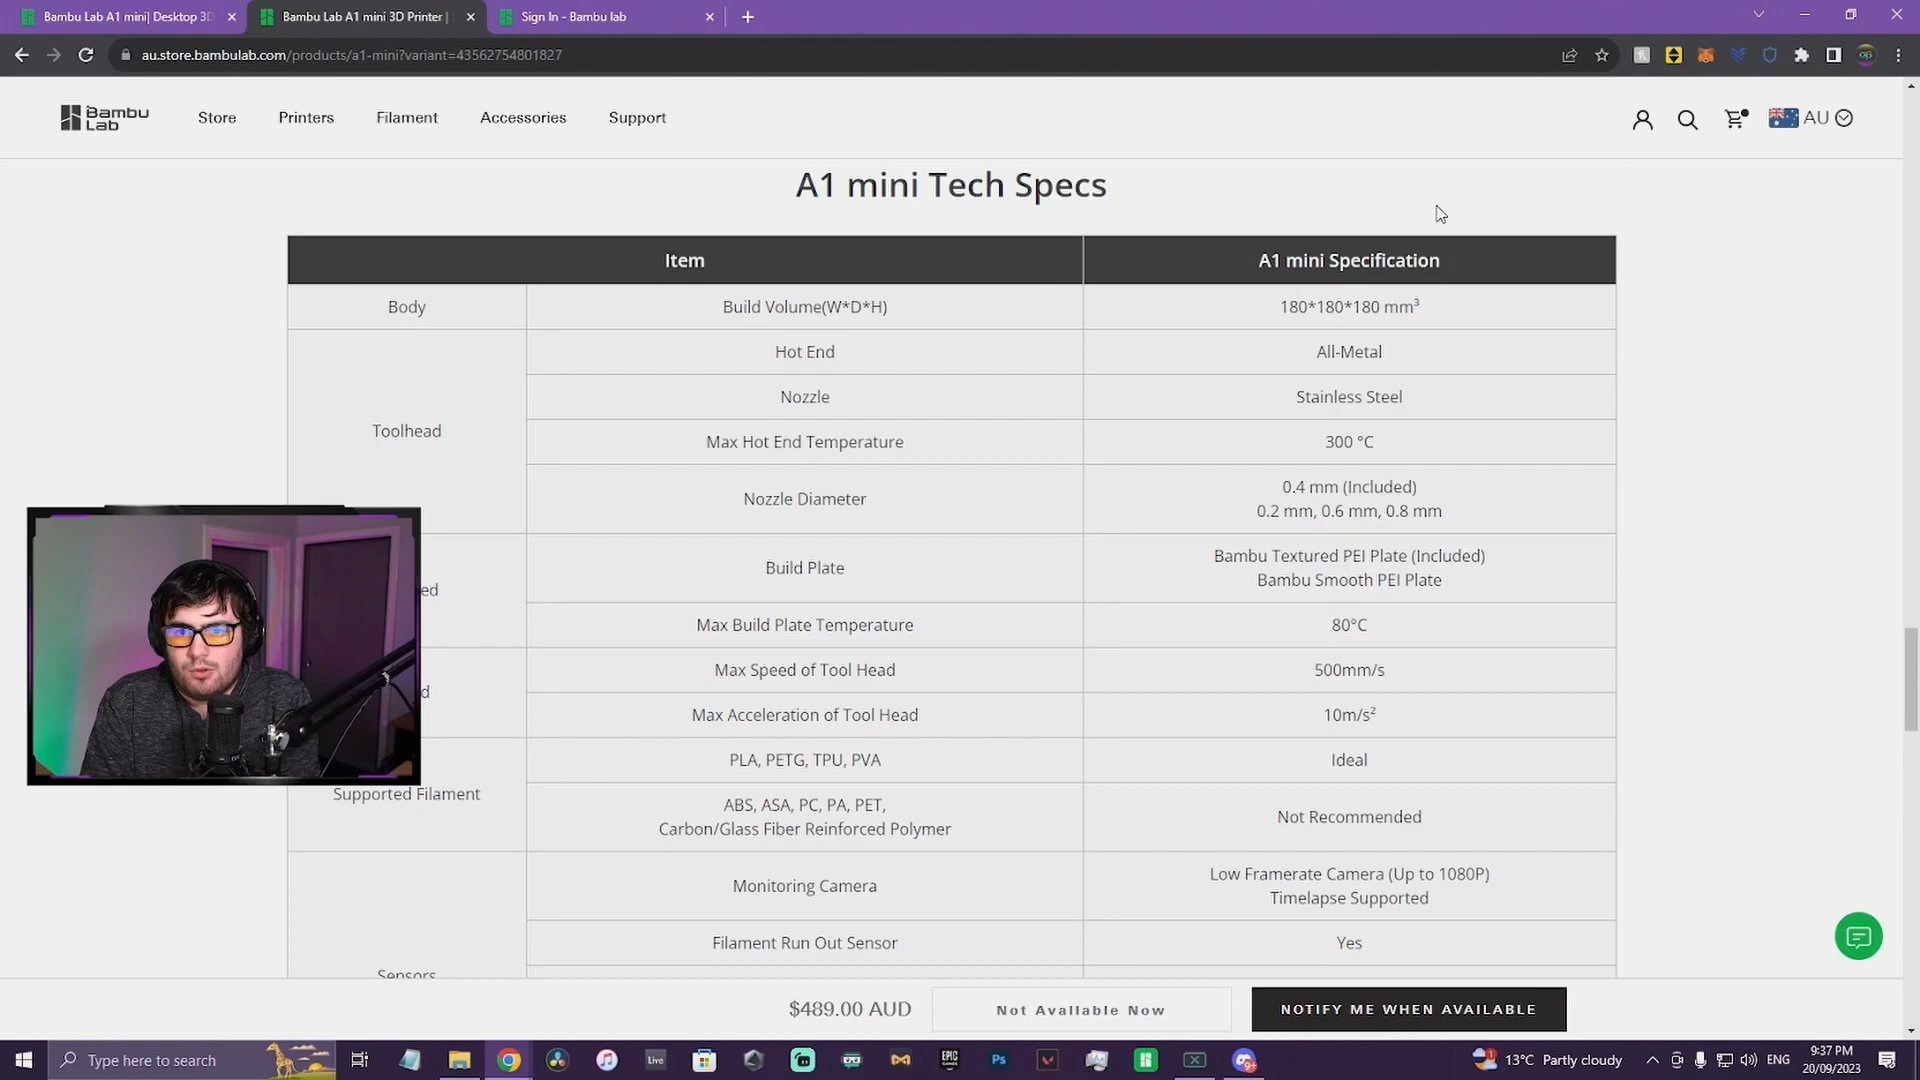 Bambu Lab A1 mini| Desktop 3D
Bambu Lab A1 mini 3D Printer |
Sign In - Bambu lab
au.store.bambulab.com/products/a1-mini?variant=43562754801827
Bambu Lab
Store
Printers
Filament
Accessories
Support
AU
A1 mini Tech Specs
Item
A1 mini Specification
Body
Build Volume(W*D*H)
180*180*180 mm³
Toolhead
Hot End
All-Metal
Nozzle
Stainless Steel
Max Hot End Temperature
300 °C
Nozzle Diameter
0.4 mm (Included)
0.2 mm, 0.6 mm, 0.8 mm
ed
Build Plate
Bambu Textured PEI Plate (Included)
Bambu Smooth PEI Plate
Max Build Plate Temperature
80°C
d
Max Speed of Tool Head
500mm/s
Max Acceleration of Tool Head
10m/s²
Supported Filament
PLA, PETG, TPU, PVA
Ideal
ABS, ASA, PC, PA, PET,
Carbon/Glass Fiber Reinforced Polymer
Not Recommended
Sensors
Monitoring Camera
Low Framerate Camera (Up to 1080P)
Timelapse Supported
Filament Run Out Sensor
Yes
$489.00 AUD
Not Available Now
NOTIFY ME WHEN AVAILABLE
Type here to search
Live
EPIC
Ps
9+
1
13°C Partly cloudy
ENG
9:37 PM
20/09/2023